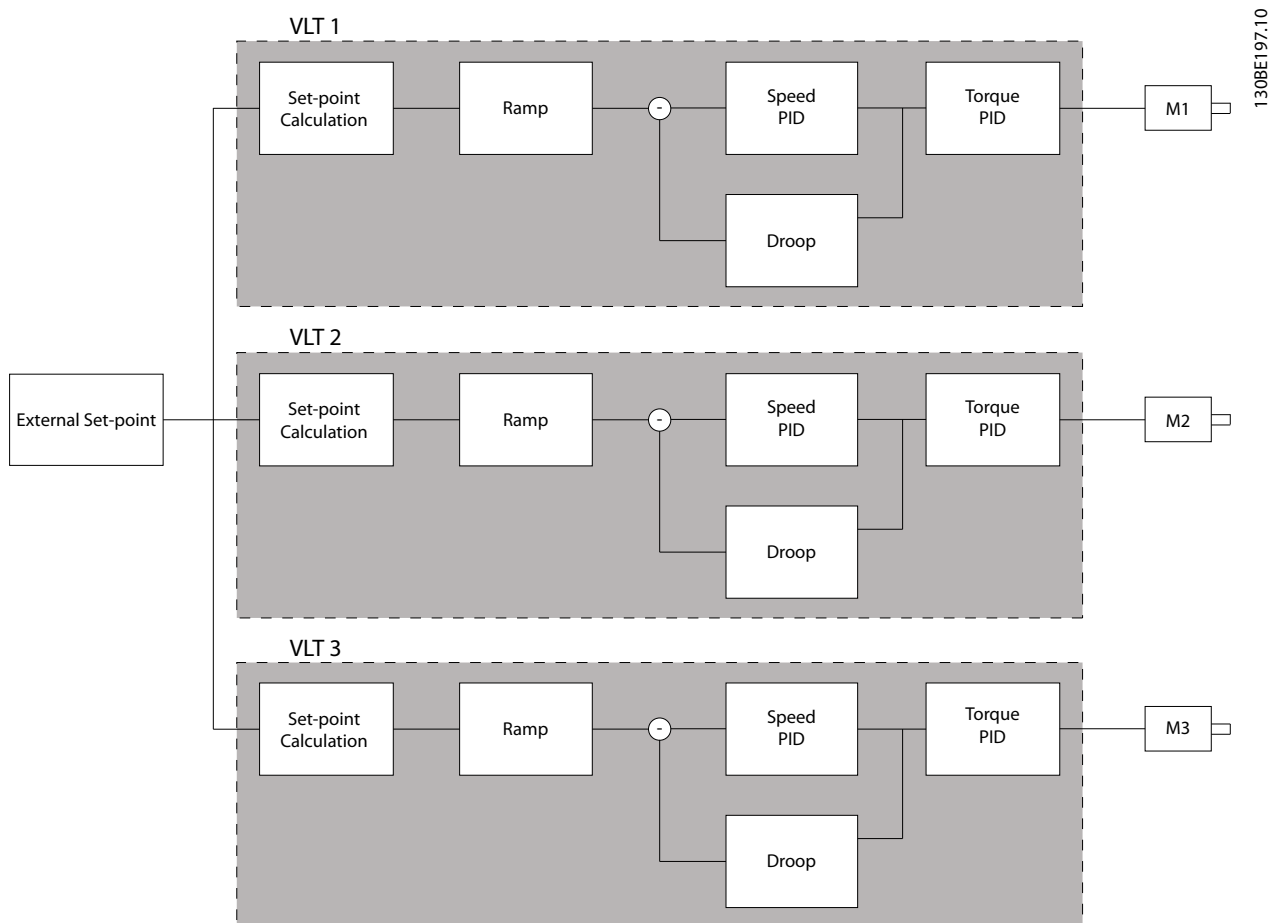 130BE197.10
VLT 1
Set-point
Calculation
Ramp
-
Speed
PID
Torque
PID
M1
Droop
VLT 2
External Set-point
Set-point
Calculation
Ramp
-
Speed
PID
Torque
PID
M2
Droop
VLT 3
Set-point
Calculation
Ramp
-
Speed
PID
Torque
PID
M3
Droop